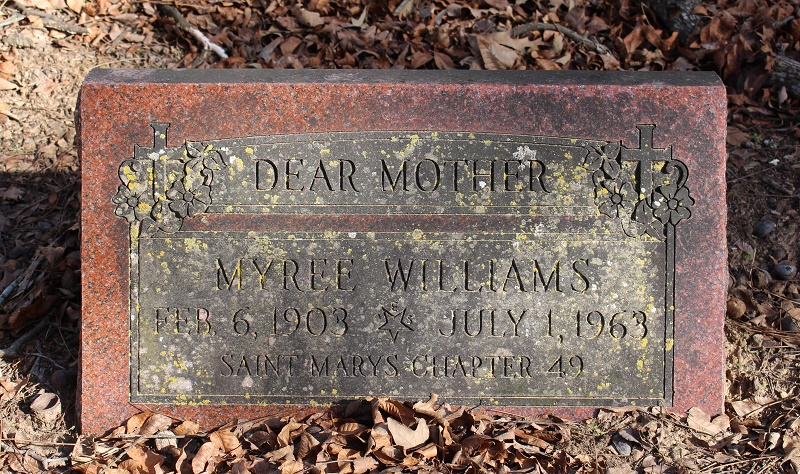 DEAR MOTHER
MYREE WILLIAMS
FEB. 6, 1903 JULY 1, 1963
SAINT MARYS CHAPTER 49